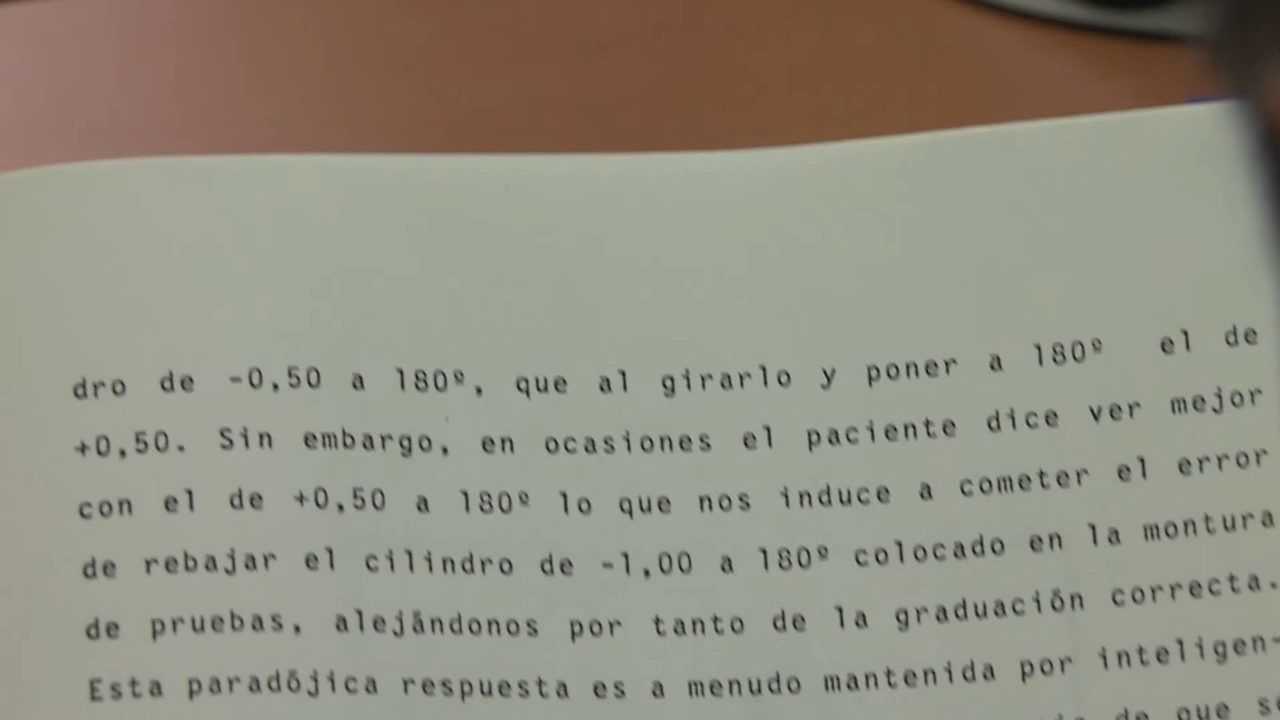 dro de -0,50 a 180º, que al girarlo y poner a 180º el de
+0,50. Sin embargo, en ocasiones el paciente dice ver mejor
con el de +0,50 a 180º lo que nos induce a cometer el error
de rebajar el cilindro de -1,00 a 180º colocado en la montura
de pruebas, alejándonos por tanto de la graduación correcta.
Esta paradójica respuesta es a menudo mantenida por inteligen-
de que se